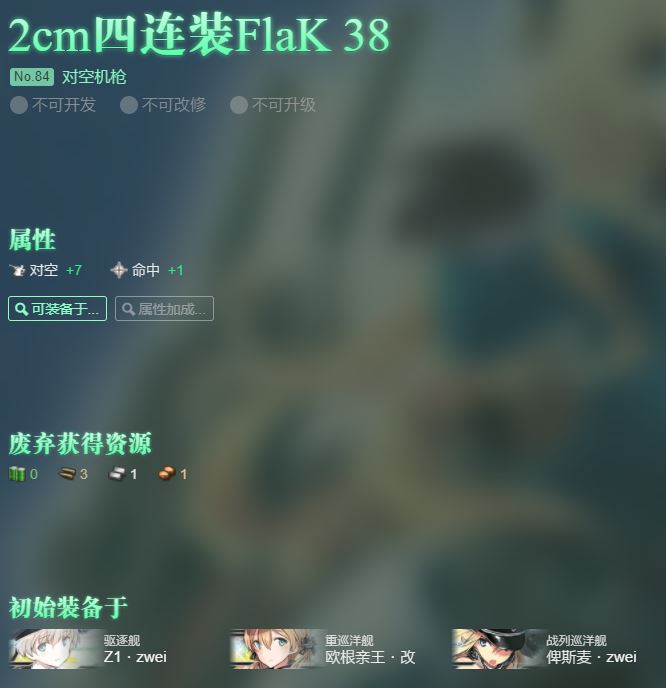 2cm四连装FlaK 38
No.84 对空机枪
不可开发 不可改修 不可升级
属性
对空 +7 命中 +1
可装备于... 属性加成...
废弃获得资源
0 3 1 1
初始装备于
驱逐舰 重巡洋舰 战列巡洋舰
Z1 · zwei 欧根亲王 · 改 俾斯麦 · zwei